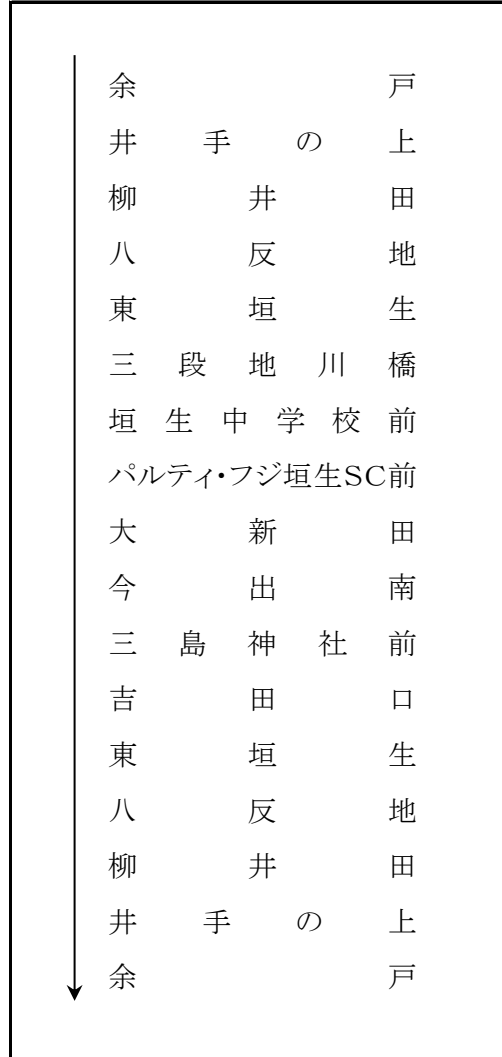 余戸
井手の上
柳井田
八反地
東垣生
三段地川橋
垣生中学校前
パルティ・フジ垣生SC前
大新田
今出南
三島神社前
吉田口
東垣生
八反地
柳井田
井手の上
余戸